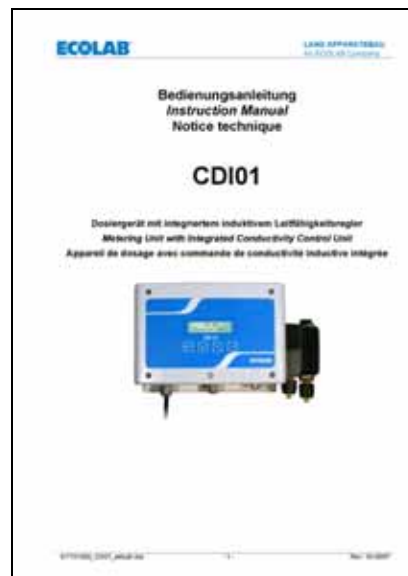 ECOLAB
LANG APPARATEBAU
An ECOLAB Company
Bedienungsanleitung
Instruction Manual
Notice technique
CDI01
Dosiergerät mit integriertem induktivem Leitfähigkeitsregler
Metering Unit with Integrated Conductivity Control Unit
Appareil de dosage avec commande de conductivité inductive intégrée